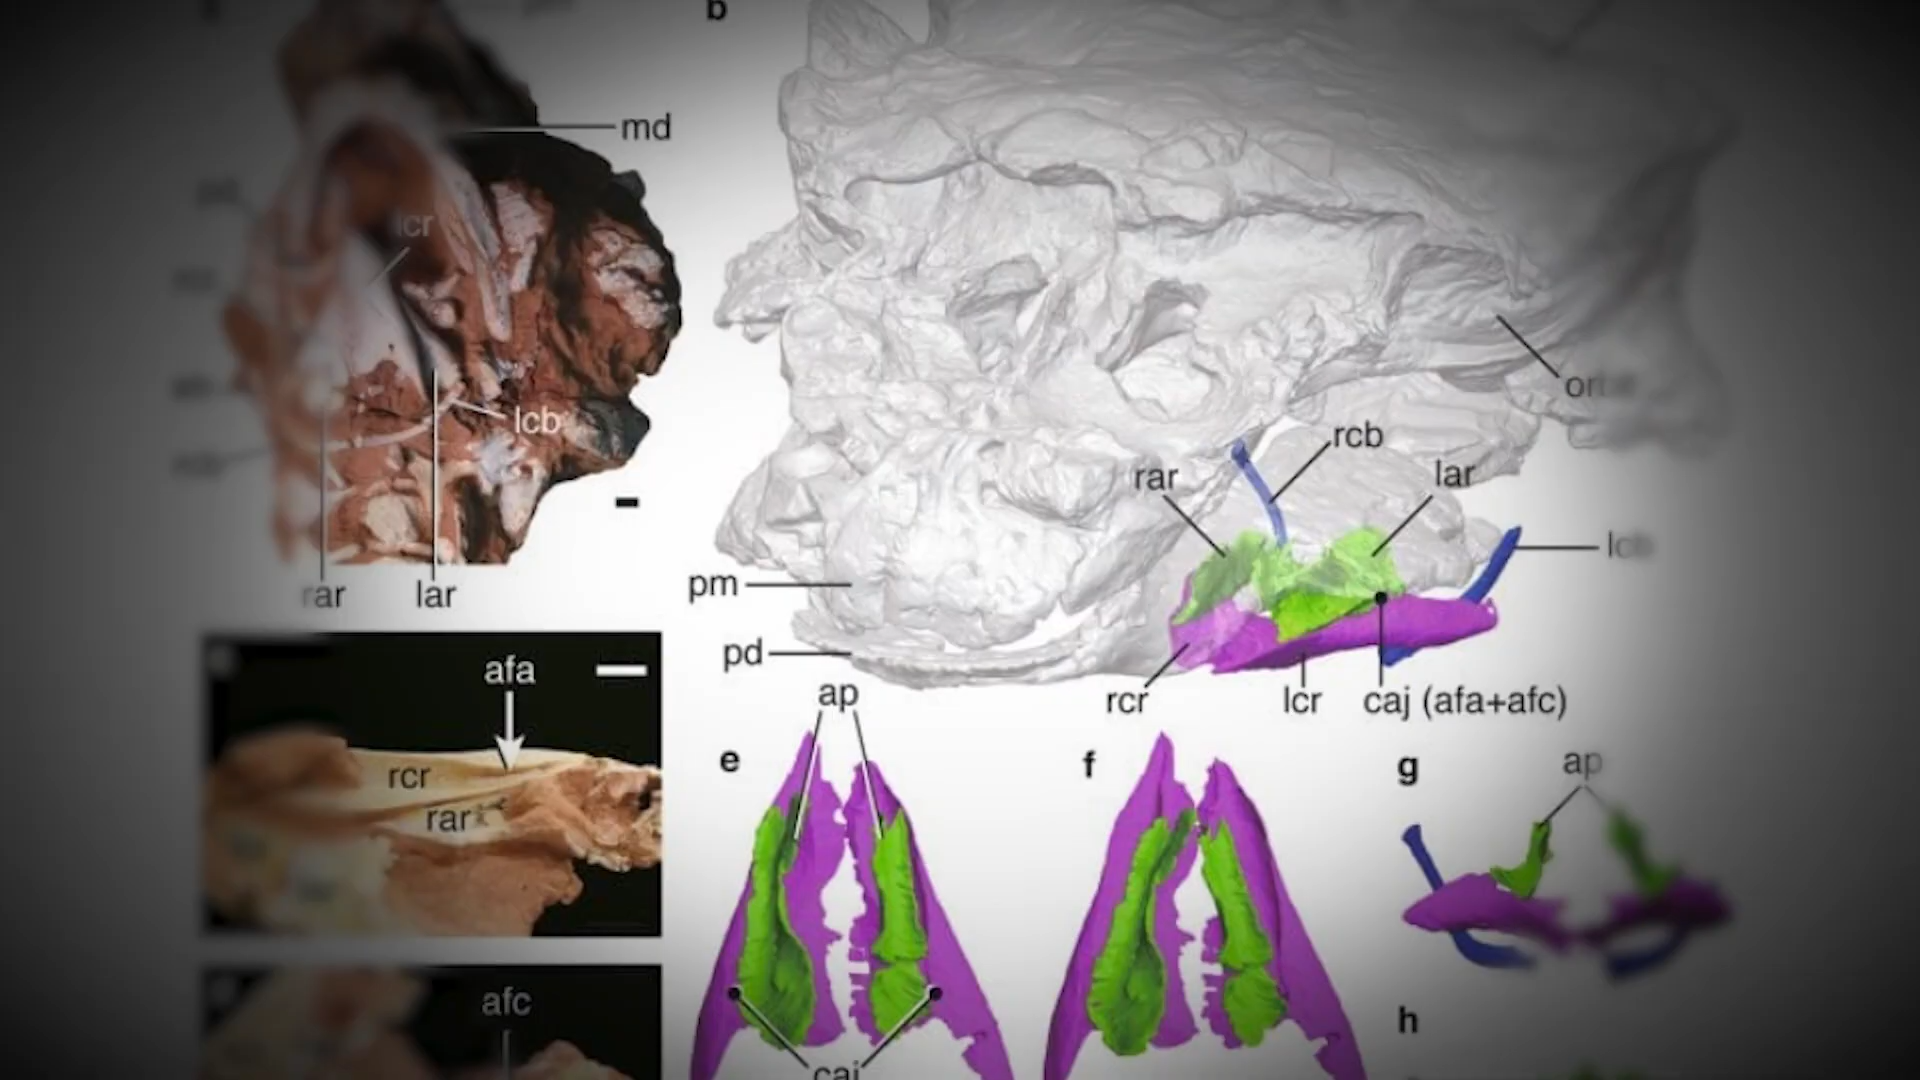 b
md
lcr
lcb
rar
lar
rcb
rar
lar
pm
pd
rcr
lcr
caj (afa+afc)
afa
rcr
rar
afc
ap
e
f
g
ap
caj
h